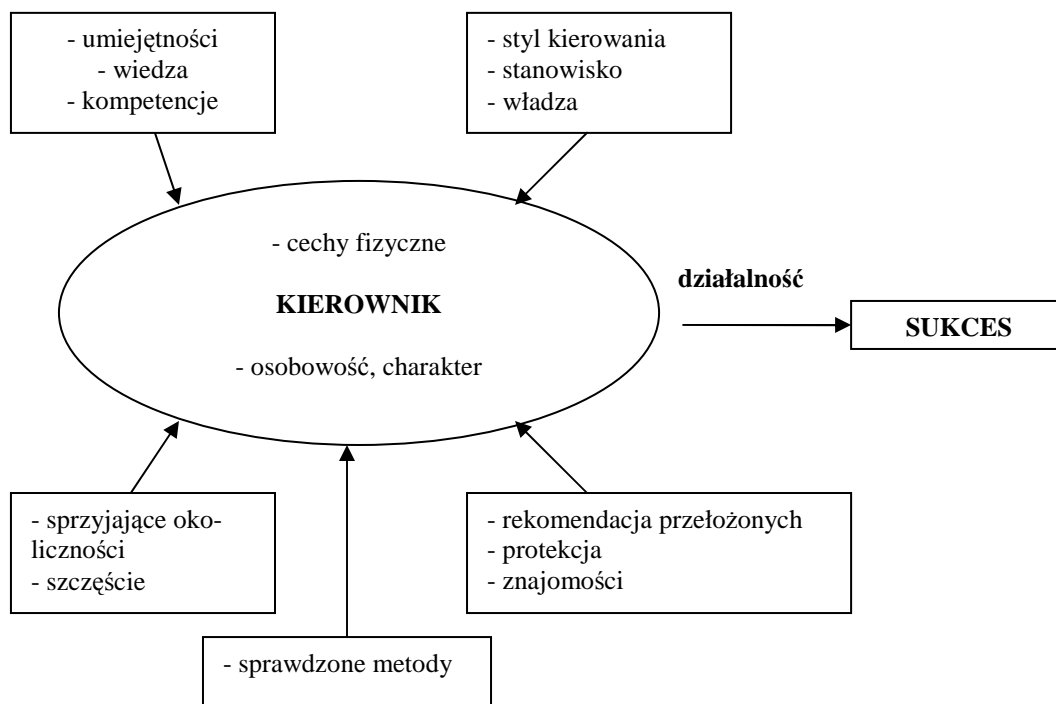 - umiejętności
- wiedza
- kompetencje
- styl kierowania
- stanowisko
- władza
- cechy fizyczne
KIEROWNIK
- osobowość, charakter
działalność
SUKCES
- sprzyjające oko-
liczności
- szczęście
- rekomendacja przełożonych
- protekcja
- znajomości
- sprawdzone metody